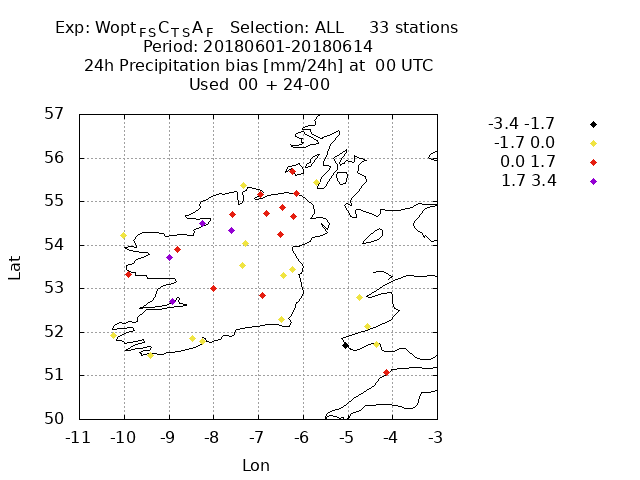 Exp: Wopt FS C TS A F Selection: ALL 33 stations
Period: 20180601-20180614
24h Precipitation bias [mm/24h] at 00 UTC
Used 00 + 24-00
-3.4 -1.7
-1.7 0.0
0.0 1.7
1.7 3.4
57
56
55
54
53
52
51
50
Lat
-11 -10 -9 -8 -7 -6 -5 -4 -3
Lon